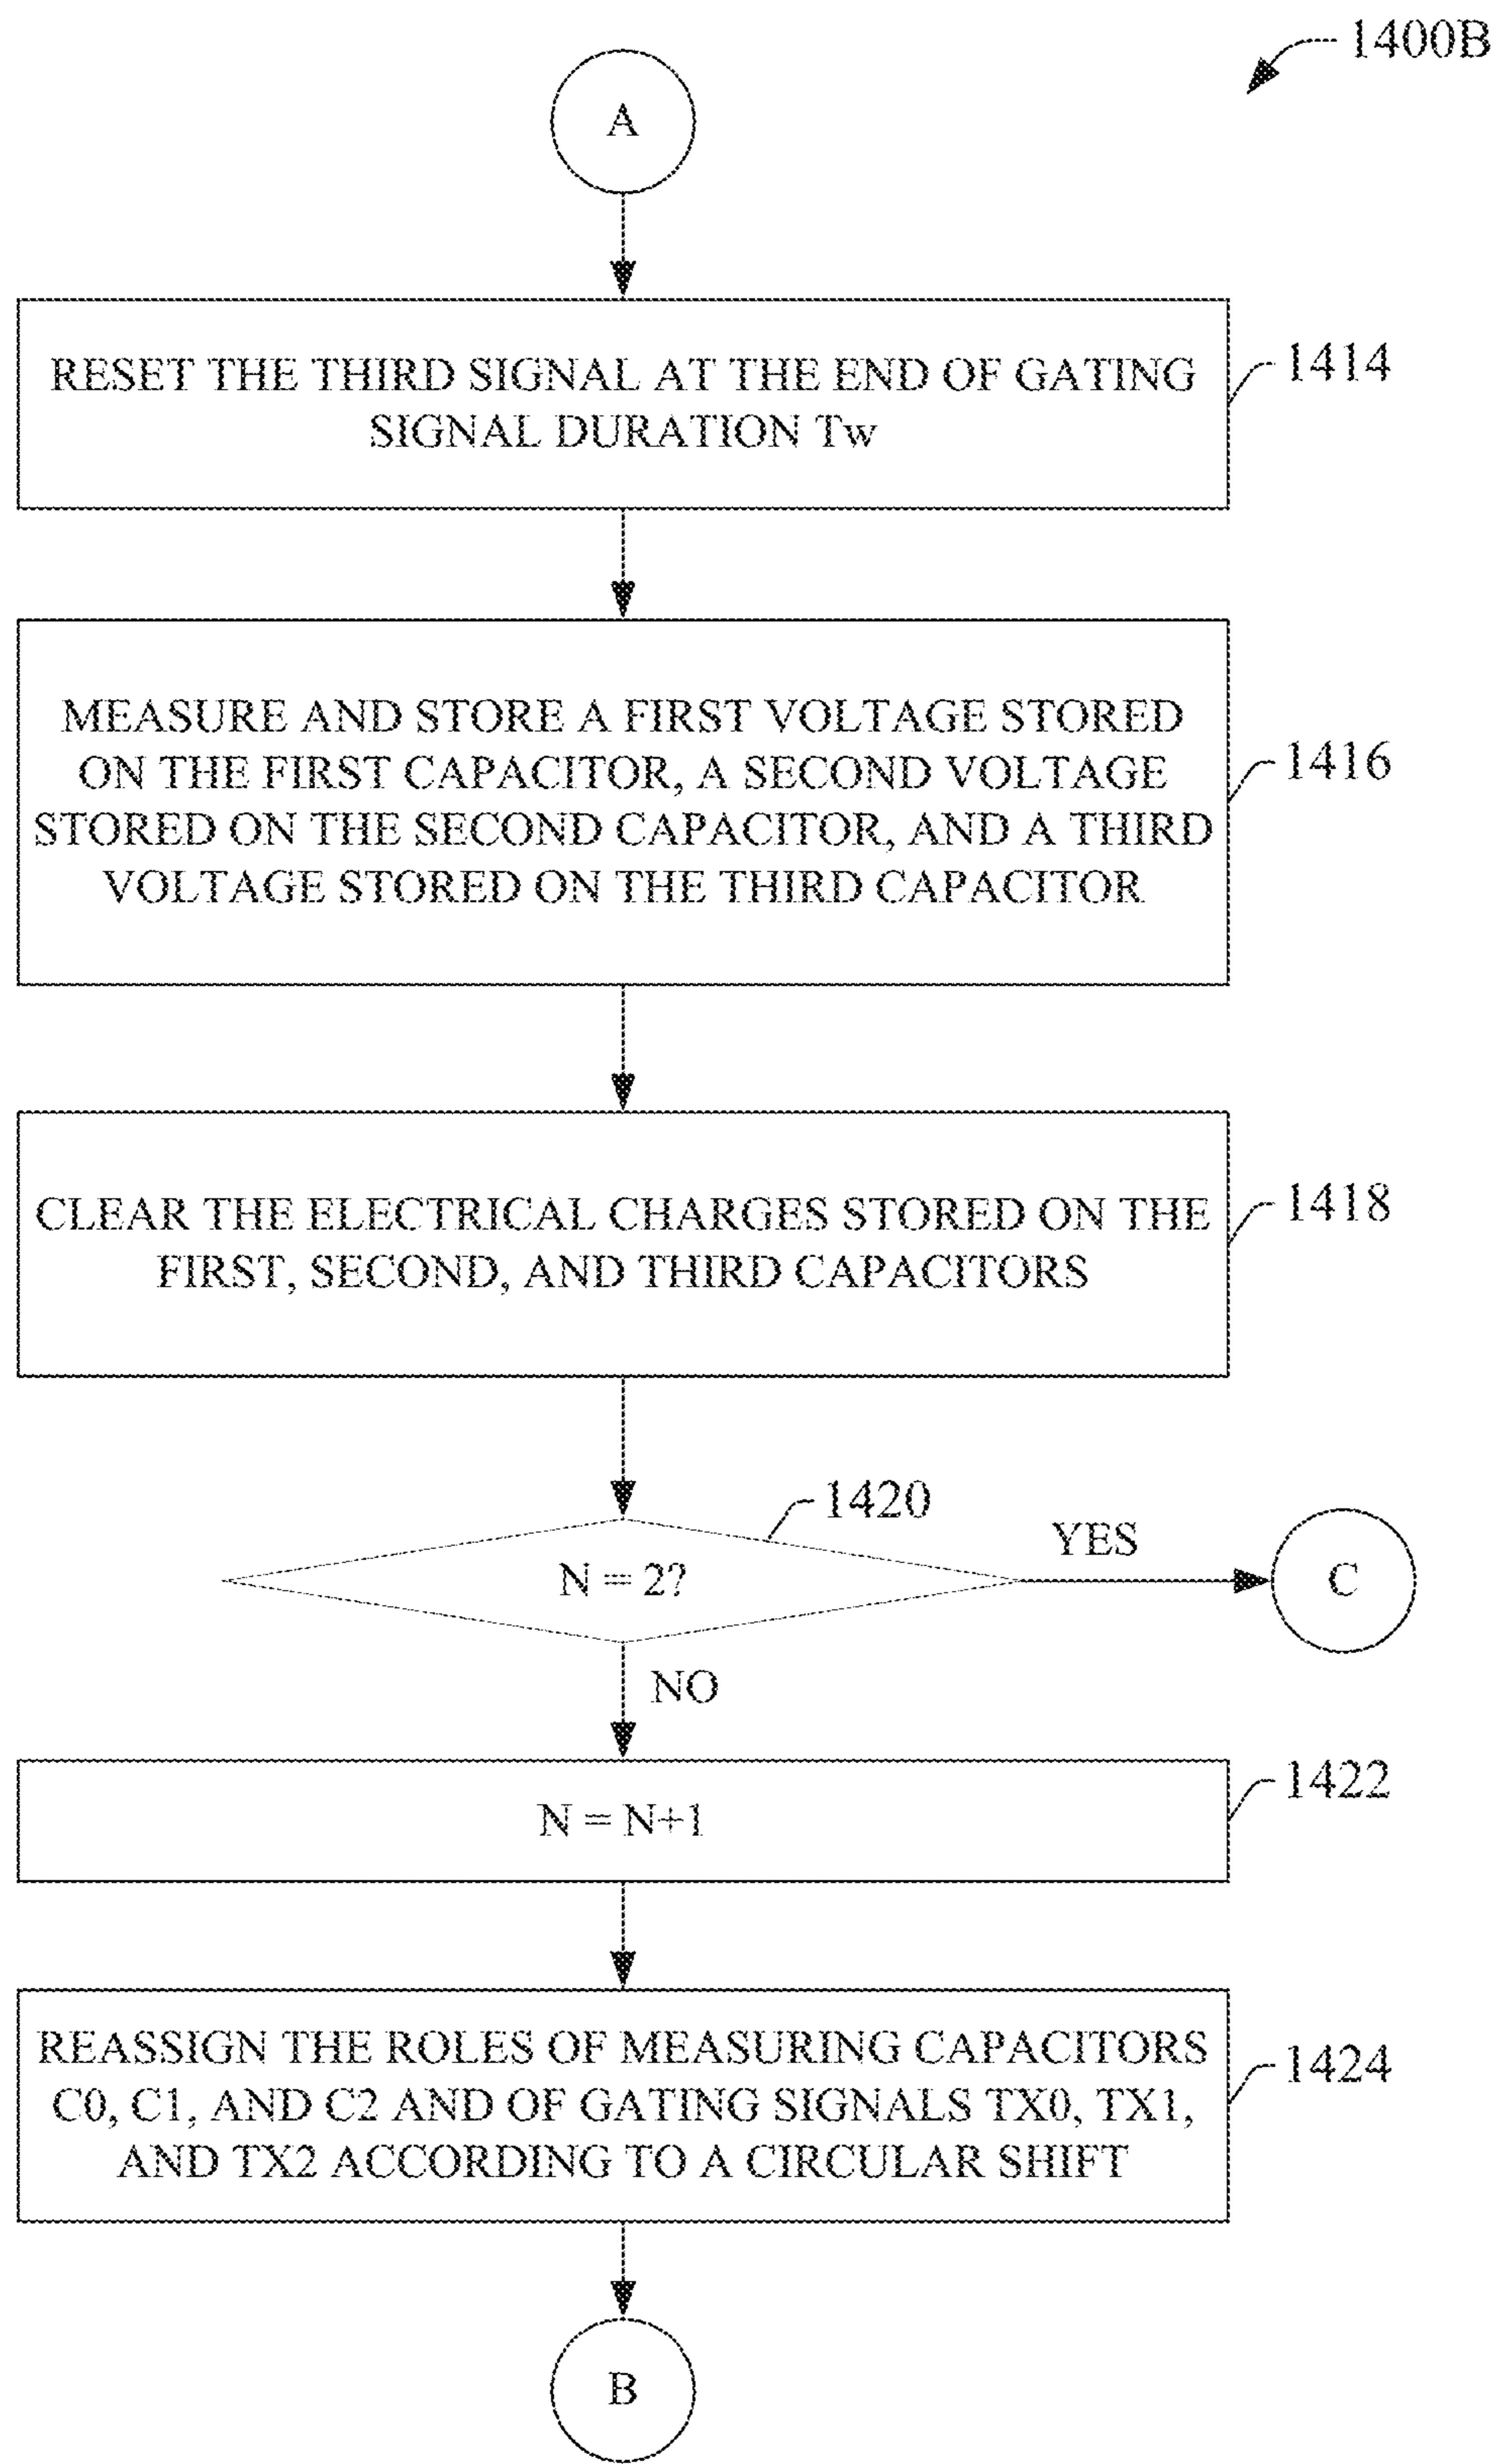 1400B
A
RESET THE THIRD SIGNAL AT THE END OF GATING
SIGNAL DURATION Tw
1414
MEASURE AND STORE A FIRST VOLTAGE STORED
ON THE FIRST CAPACITOR, A SECOND VOLTAGE
STORED ON THE SECOND CAPACITOR, AND A THIRD
VOLTAGE STORED ON THE THIRD CAPACITOR
1416
CLEAR THE ELECTRICAL CHARGES STORED ON THE
FIRST, SECOND, AND THIRD CAPACITORS
1418
1420
N = 2?
YES
C
NO
N = N+1
1422
REASSIGN THE ROLES OF MEASURING CAPACITORS
C0, C1, AND C2 AND OF GATING SIGNALS TX0, TX1,
AND TX2 ACCORDING TO A CIRCULAR SHIFT
1424
B